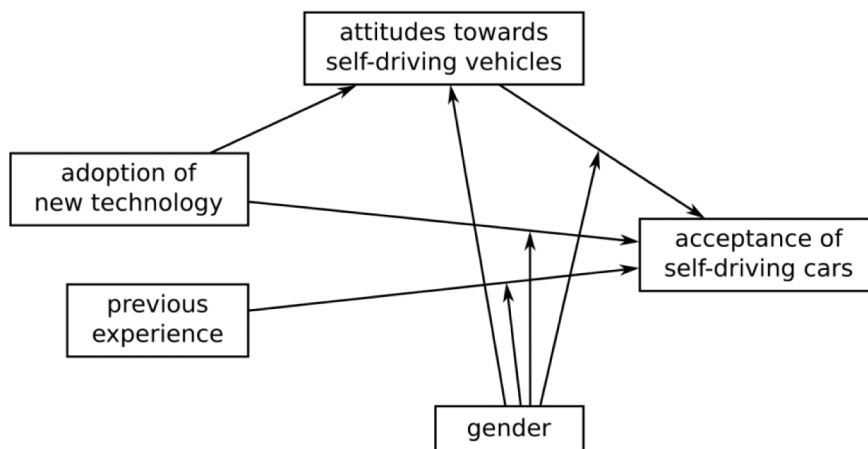 attitudes towards
self-driving vehicles
adoption of
new technology
acceptance of
self-driving cars
previous
experience
gender